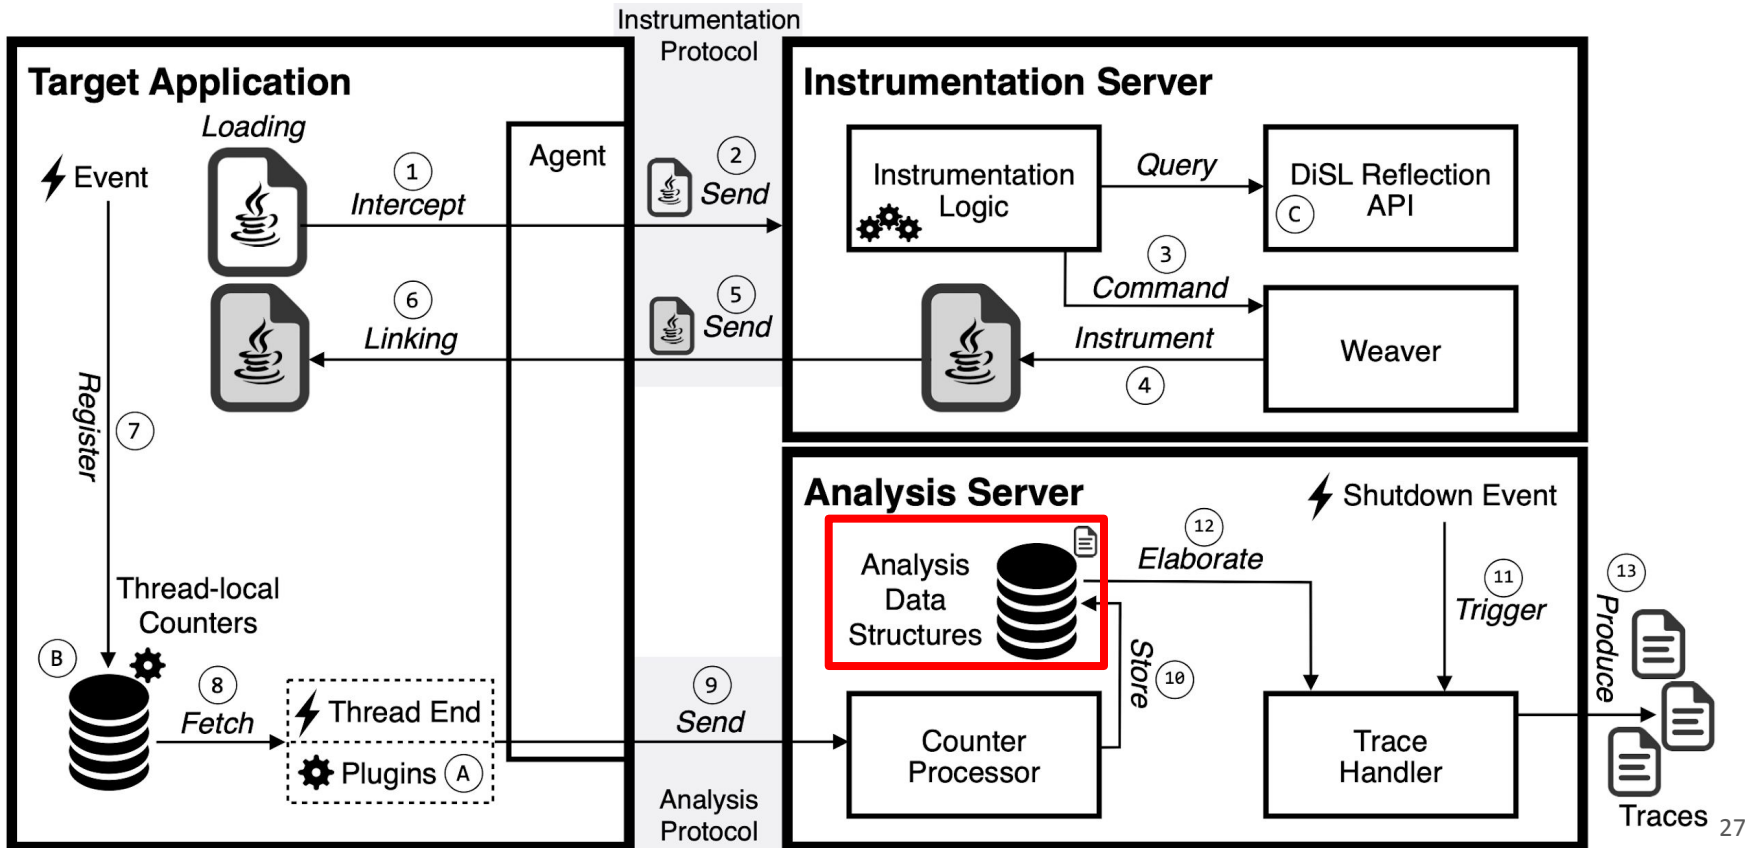 Instrumentation
Protocol
Target Application
Loading
Event
1
Intercept
Agent
2
Send
6
Linking
5
Send
Register
7
Thread-local
Counters
B
8
Fetch
Thread End
Plugins A
9
Send
Analysis
Protocol
Instrumentation Server
Instrumentation
Logic
Query
DiSL Reflection
API
C
3
Command
Instrument
4
Weaver
Analysis Server
Shutdown Event
Analysis
Data
Structures
12
Elaborate
11
Trigger
Store
10
Counter
Processor
Trace
Handler
13
Produce
Traces
27